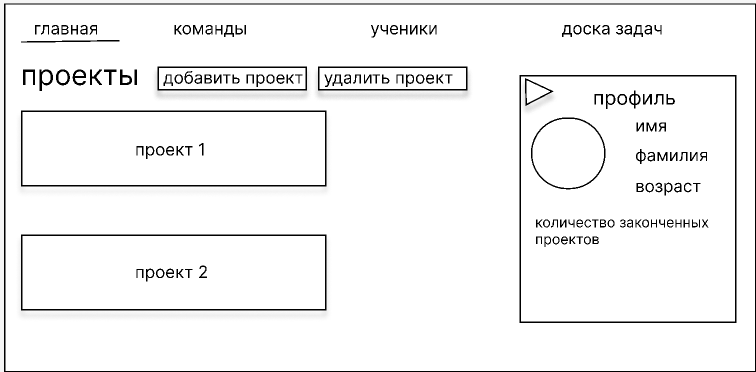 главная
команды
ученики
доска задач
проекты
добавить проект
удалить проект
проект 1
проект 2
профиль
имя
фамилия
возраст
количество законченных
проектов